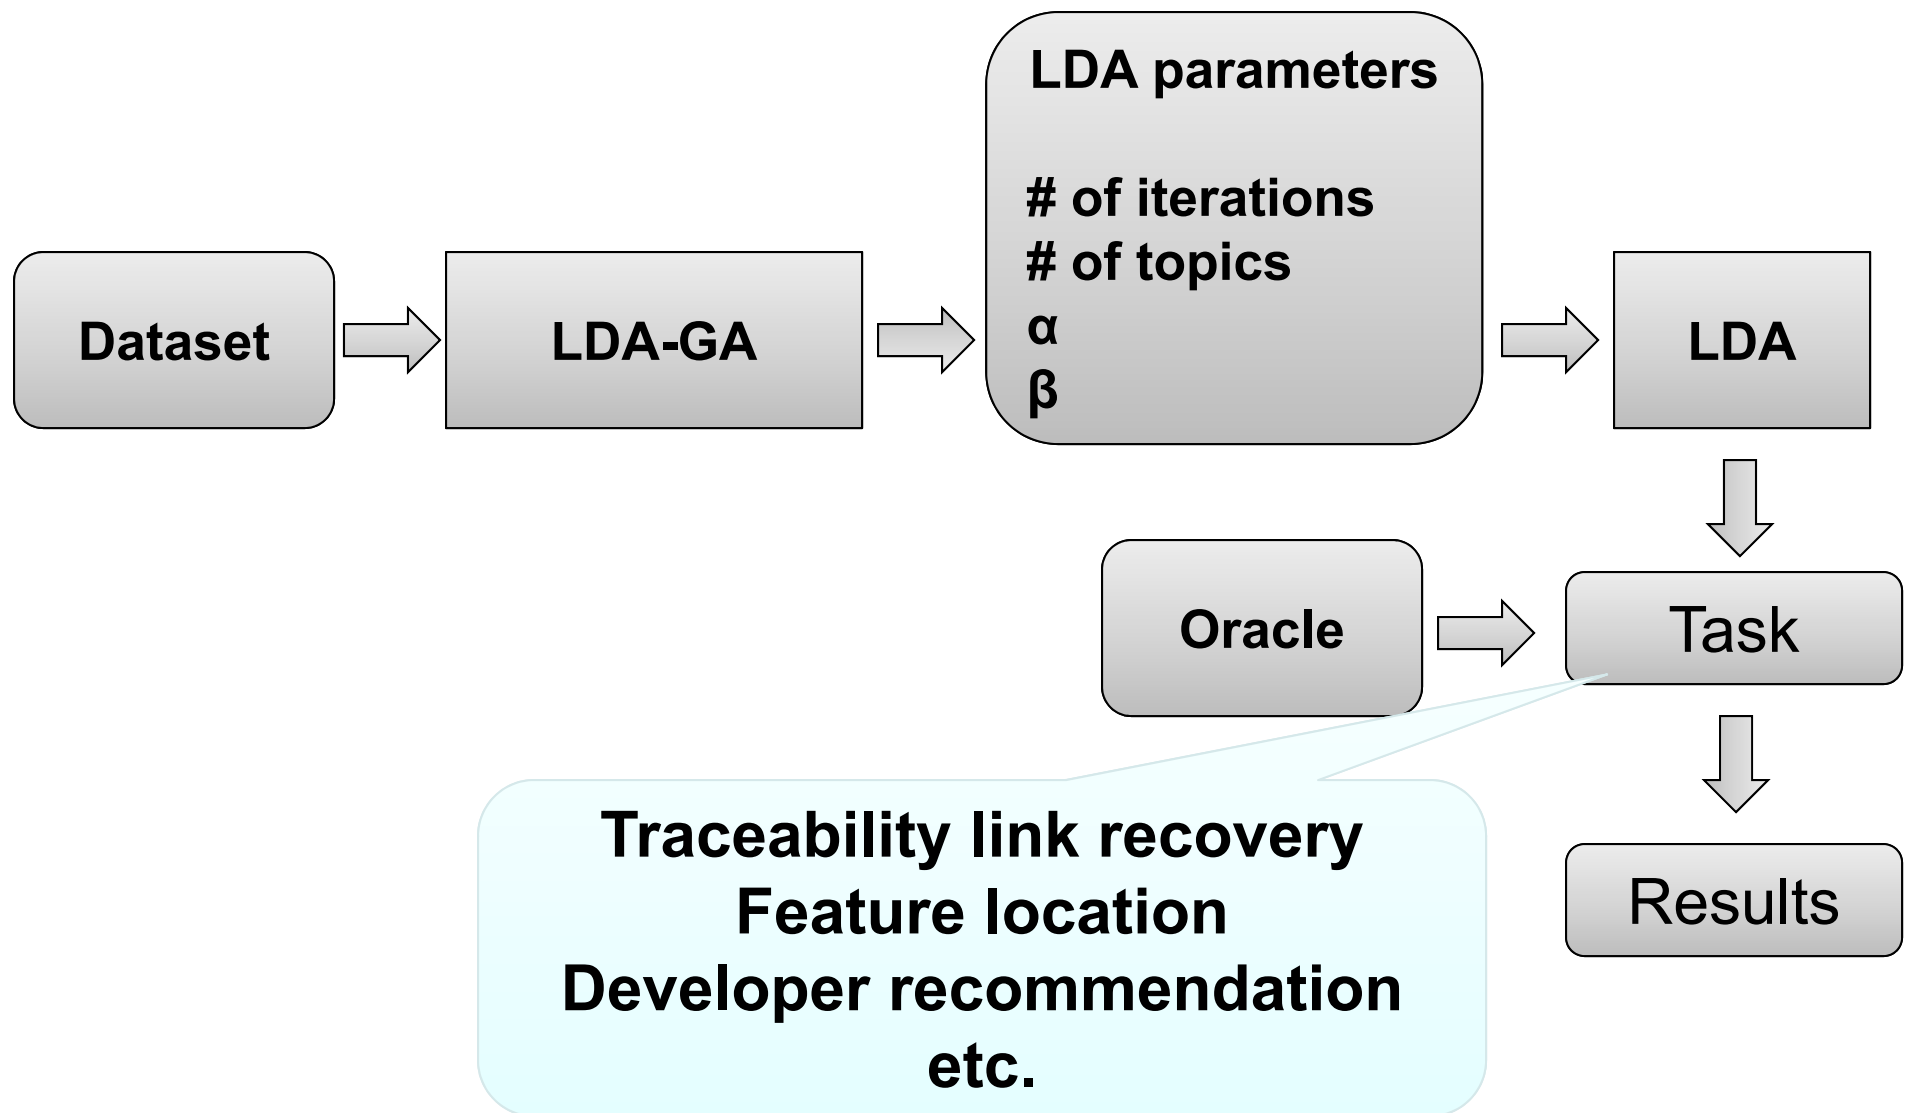 LDA parameters
# of iterations
# of topics
α
β
Dataset
LDA-GA
LDA
Oracle
Task
Traceability link recovery
Feature location
Developer recommendation
etc.
Results